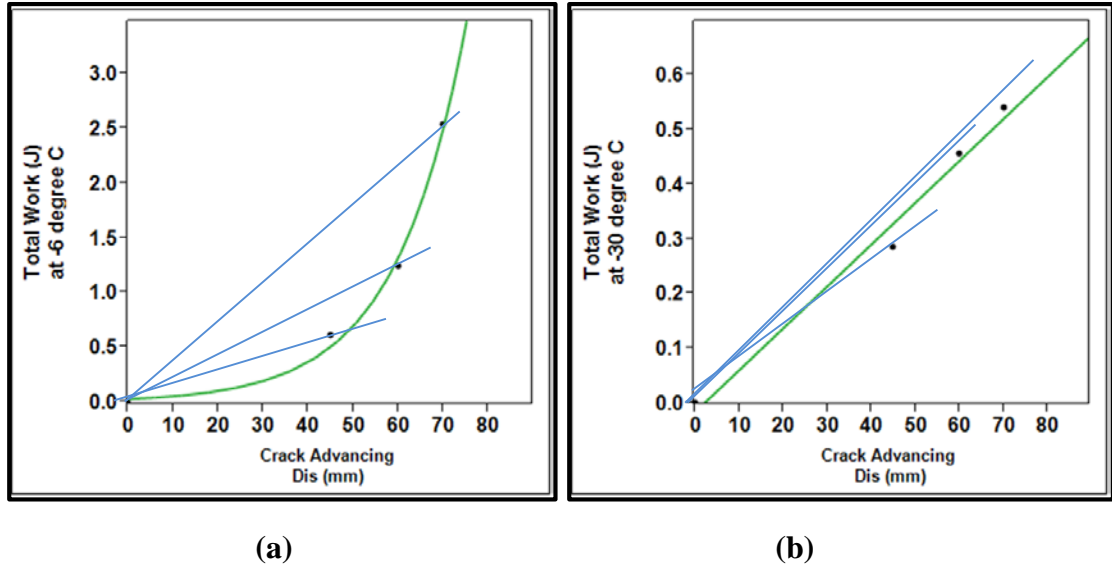 Total Work (J)
at -6 degree C
3.0
2.5
2.0
1.5
1.0
0.5
0.0
0 10 20 30 40 50 60 70 80
Crack Advancing
Dis (mm)
(a)
Total Work (J)
at -30 degree C
0.6
0.5
0.4
0.3
0.2
0.1
0.0
0 10 20 30 40 50 60 70 80
Crack Advancing
Dis (mm)
(b)